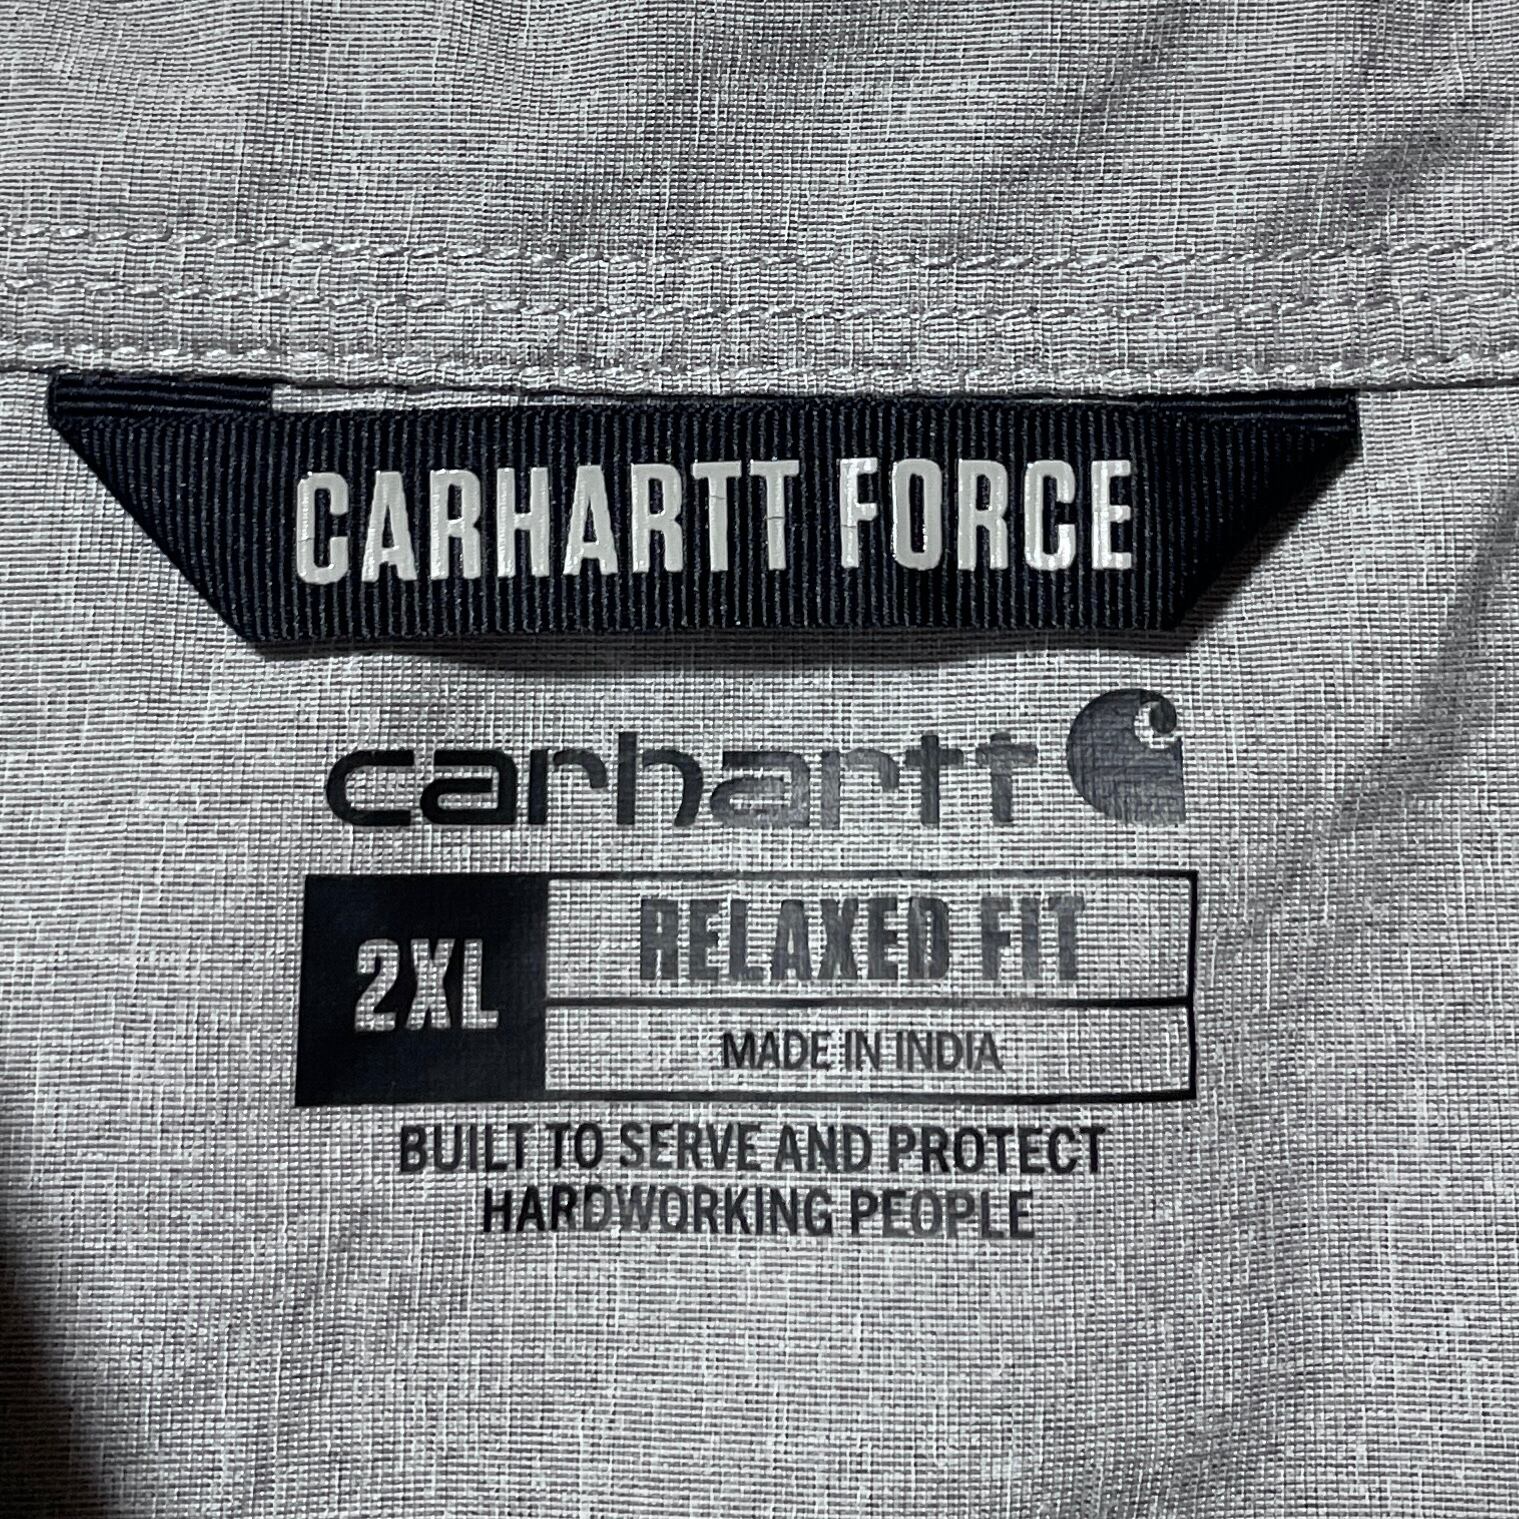 CARHARTT FORCE
carhartt
2XL
RELAXED FIT
MADE IN INDIA
BUILT TO SERVE AND PROTECT
HARDWORKING PEOPLE